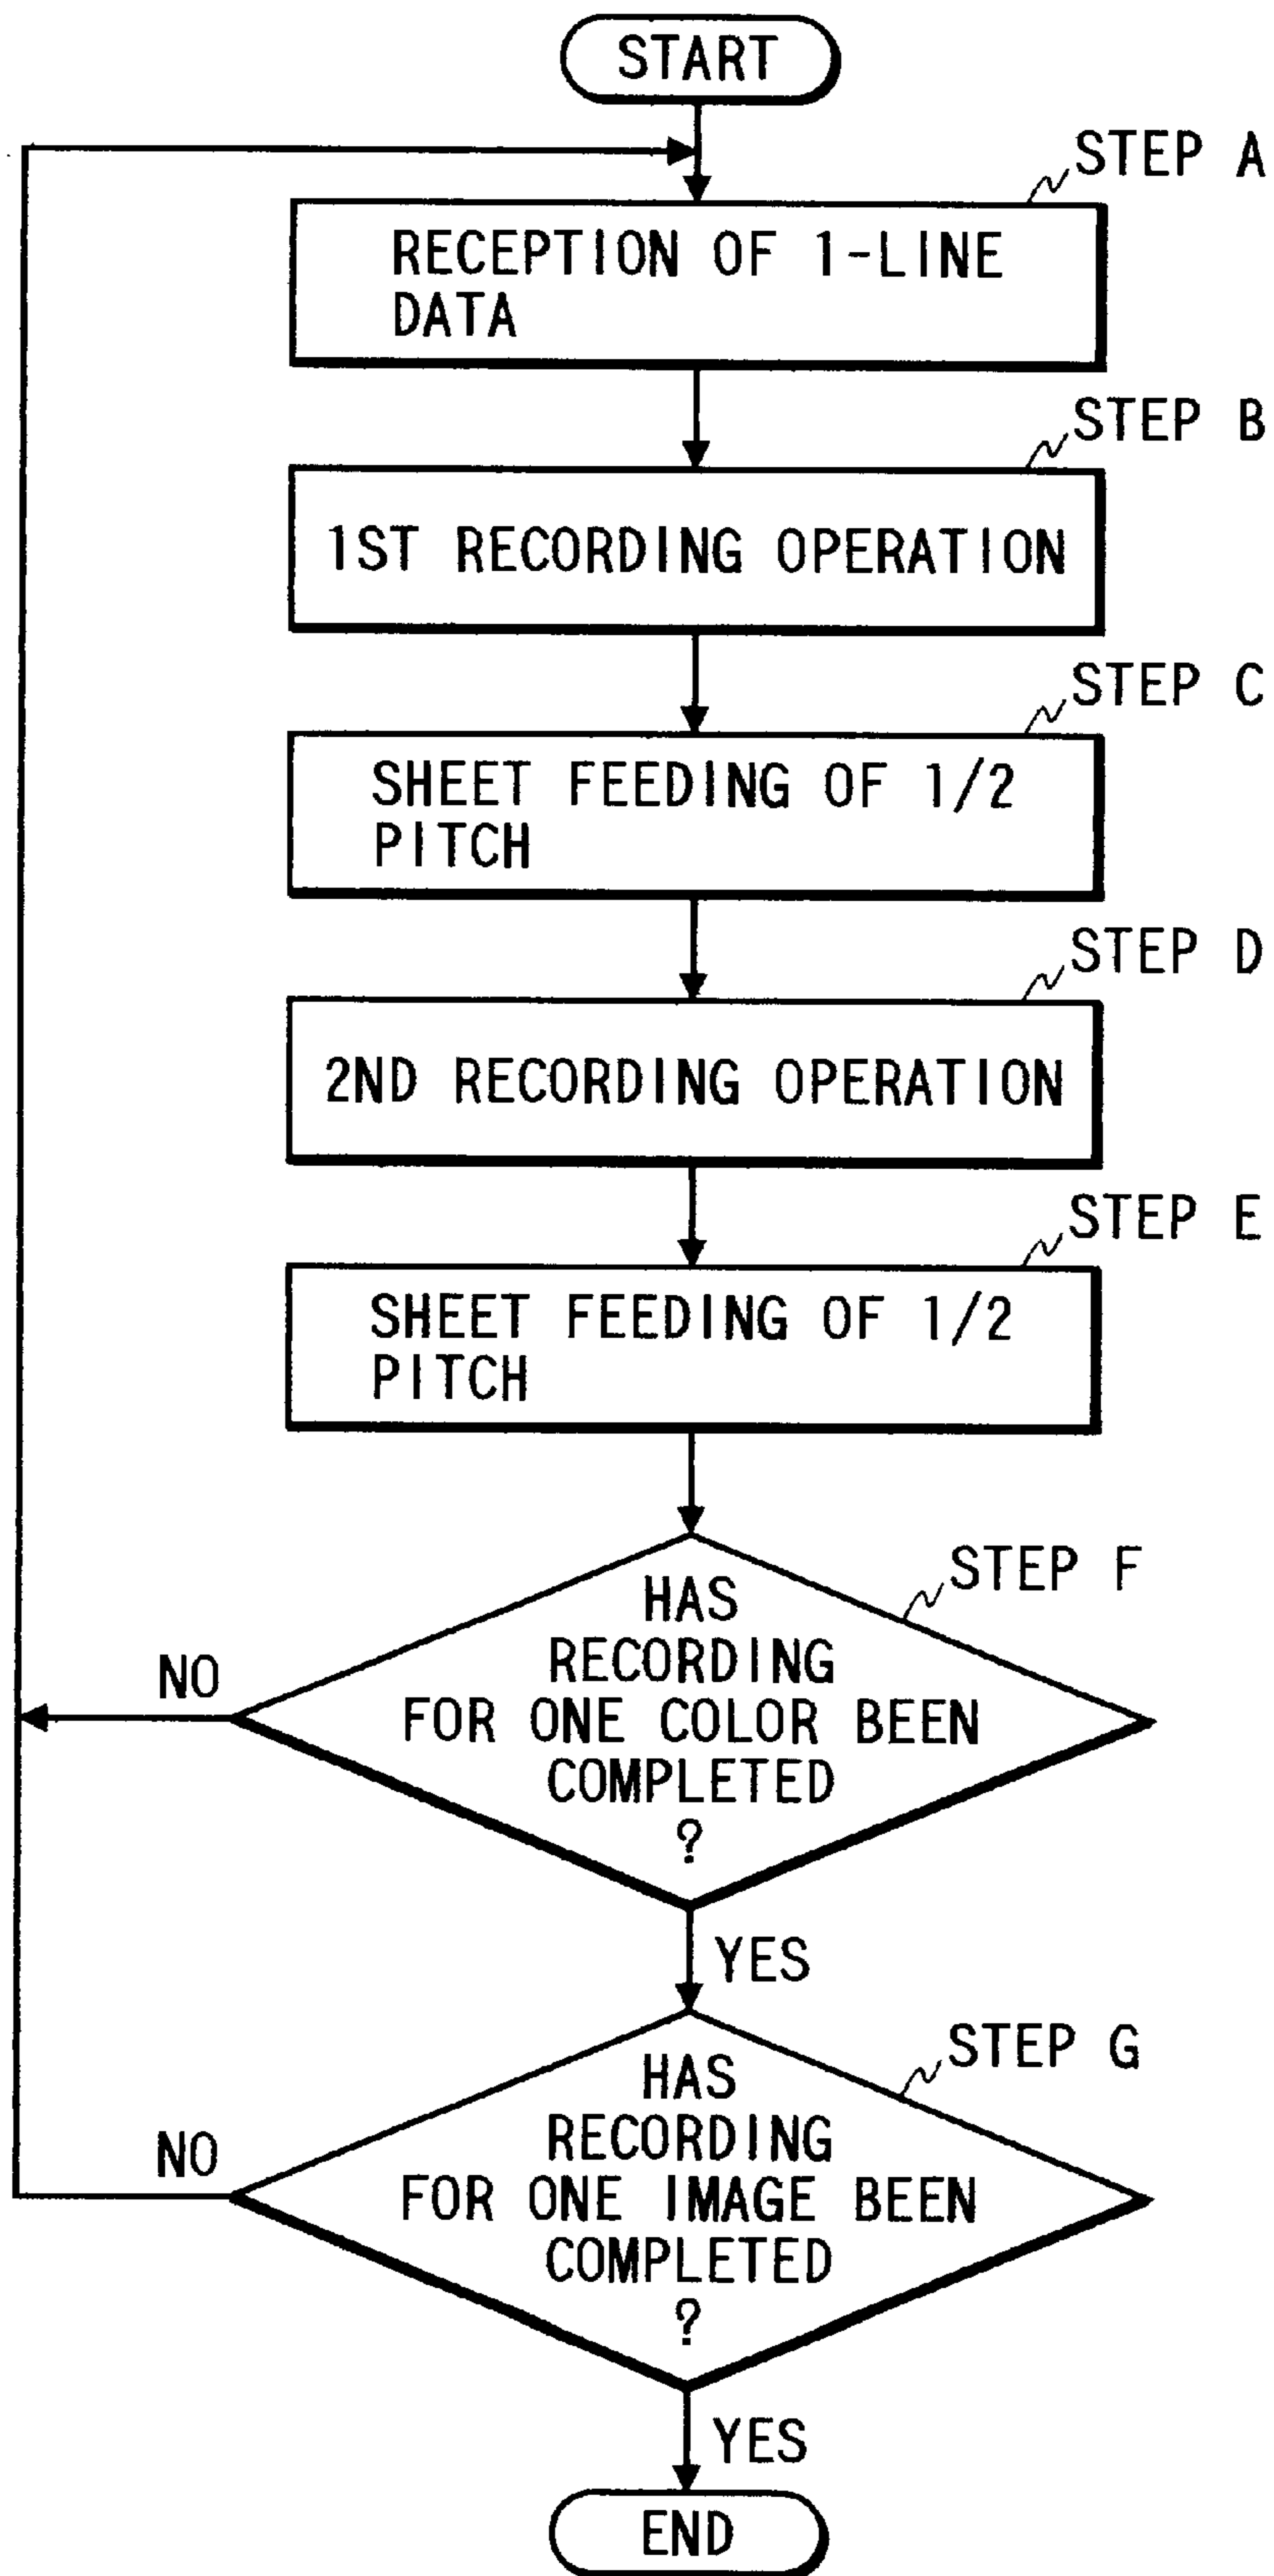 START
STEP A
RECEPTION OF 1-LINE
DATA
STEP B
1ST RECORDING OPERATION
STEP C
SHEET FEEDING OF 1/2
PITCH
STEP D
2ND RECORDING OPERATION
STEP E
SHEET FEEDING OF 1/2
PITCH
STEP F
HAS
RECORDING
FOR ONE COLOR BEEN
COMPLETED
?
NO
YES
STEP G
HAS
RECORDING
FOR ONE IMAGE BEEN
COMPLETED
?
NO
YES
END